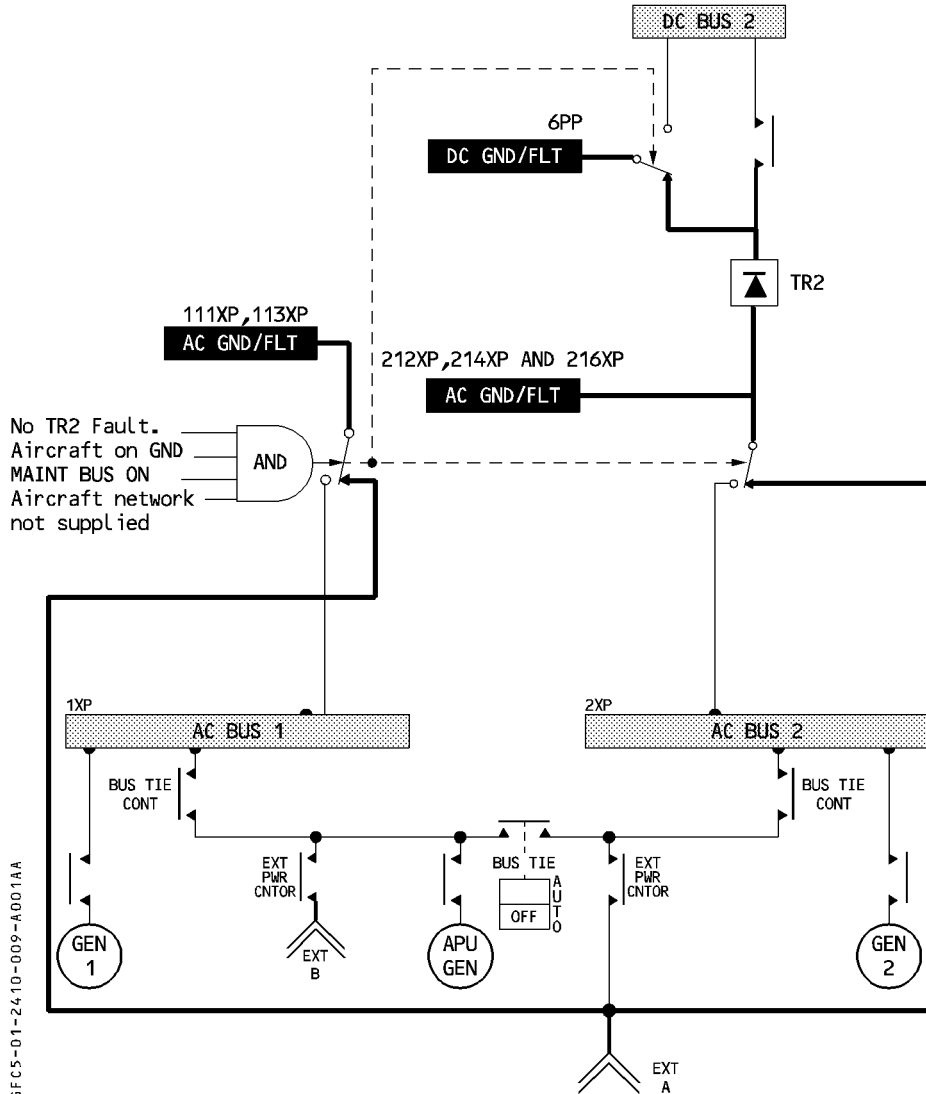 DC BUS 2
6PP
DC GND/FLT
TR2
111XP,113XP
AC GND/FLT
212XP,214XP AND 216XP
AC GND/FLT
No TR2 Fault.
Aircraft on GND
MAINT BUS ON
Aircraft network
not supplied
AND
1XP
AC BUS 1
2XP
AC BUS 2
BUS TIE
CONT
BUS TIE
CONT
EXT
PWR
CNTOR
BUS TIE
AUTO
OFF
EXT
PWR
CNTOR
GEN
1
EXT
B
APU
GEN
GEN
2
EXT
A
GFC5-01-2410-009-A001AA